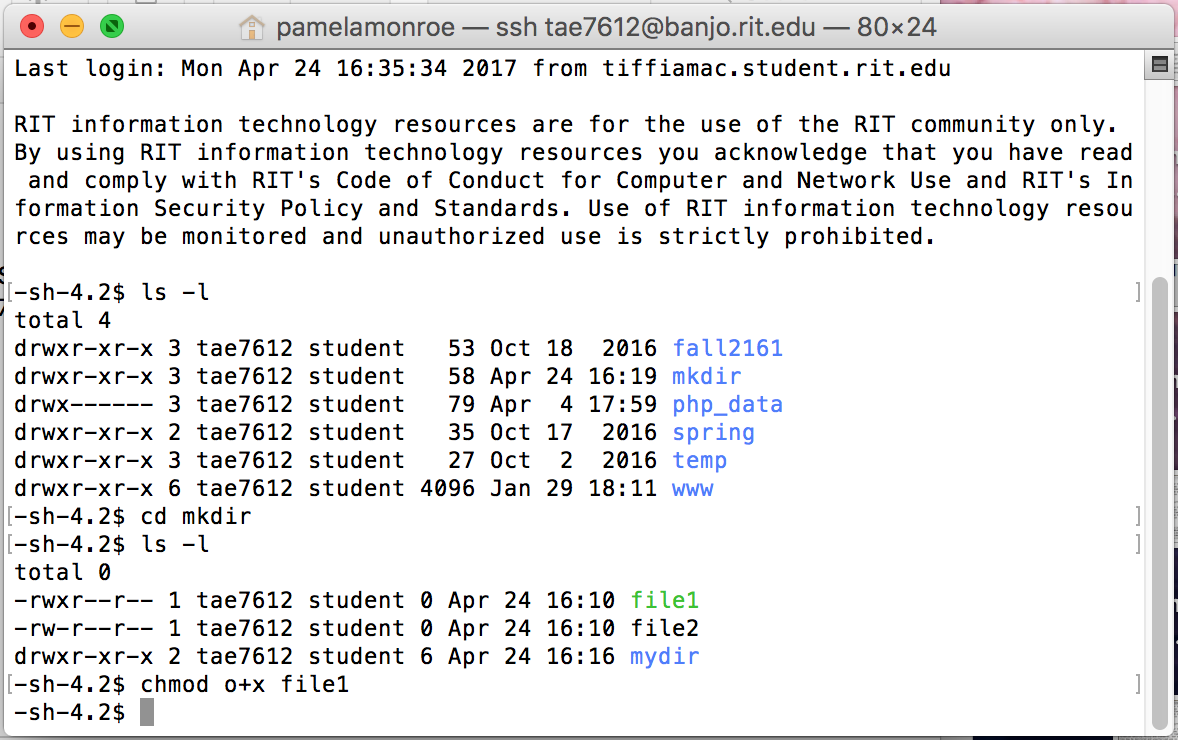 pamelamonroe — ssh tae7612@banjo.rit.edu — 80×24
Last login: Mon Apr 24 16:35:34 2017 from tiffiamac.student.rit.edu
RIT information technology resources are for the use of the RIT community only.
By using RIT information technology resources you acknowledge that you have read
 and comply with RIT's Code of Conduct for Computer and Network Use and RIT's In
formation Security Policy and Standards. Use of RIT information technology resou
rces may be monitored and unauthorized use is strictly prohibited.
[-sh-4.2$ ls -l ]
total 4
drwxr-xr-x 3 tae7612 student   53 Oct 18  2016 fall2161
drwxr-xr-x 3 tae7612 student   58 Apr 24 16:19 mkdir
drwx------ 3 tae7612 student   79 Apr  4 17:59 php_data
drwxr-xr-x 2 tae7612 student   35 Oct 17  2016 spring
drwxr-xr-x 3 tae7612 student   27 Oct  2  2016 temp
drwxr-xr-x 6 tae7612 student 4096 Jan 29 18:11 www
[-sh-4.2$ cd mkdir ]
[-sh-4.2$ ls -l ]
total 0
-rwxr--r-- 1 tae7612 student 0 Apr 24 16:10 file1
-rw-r--r-- 1 tae7612 student 0 Apr 24 16:10 file2
drwxr-xr-x 2 tae7612 student 6 Apr 24 16:16 mydir
[-sh-4.2$ chmod o+x file1 ]
-sh-4.2$